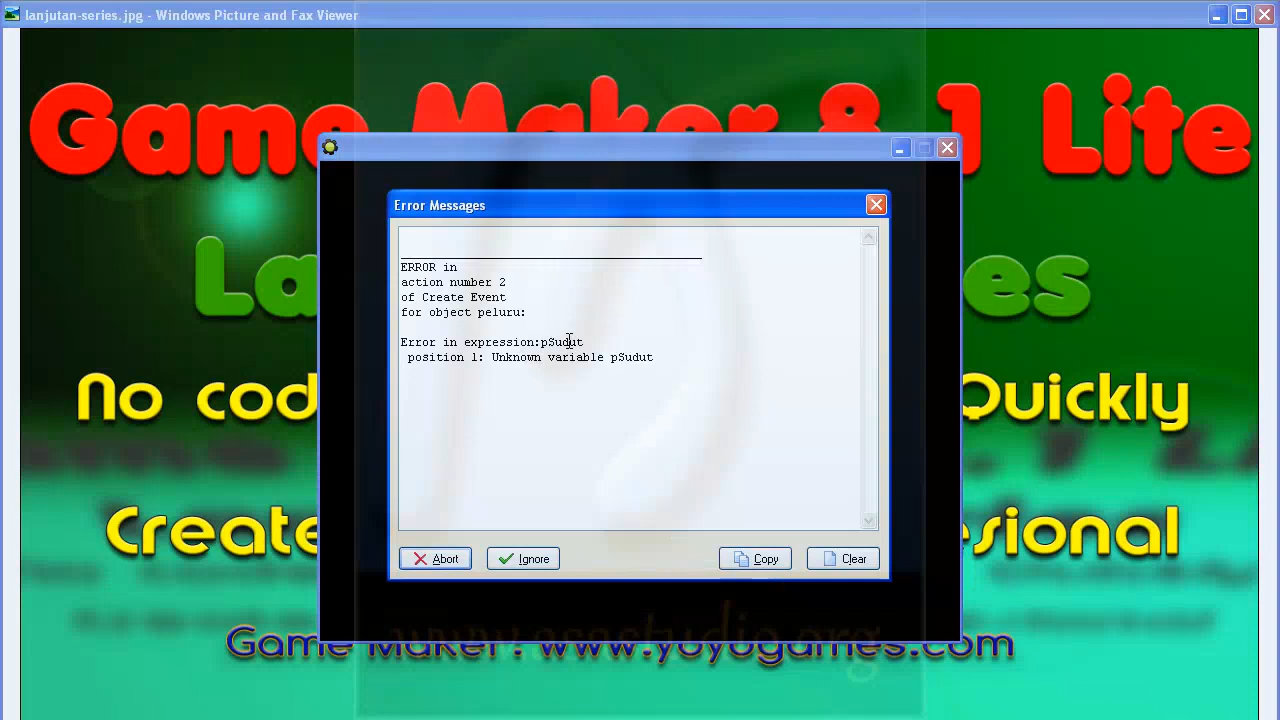 lanjutan-series.jpg - Windows Picture and Fax Viewer
Game Maker 8.1 Lite
La
es
Error Messages
ERROR in
action number 2
of Create Event
for object peluru:
Error in expression:pSudut
position 1: Unknown variable pSudut
No cod
Quickly
Create
esional
Abort
Ignore
Copy
Clear
Game Maker : www.yoyogames.com